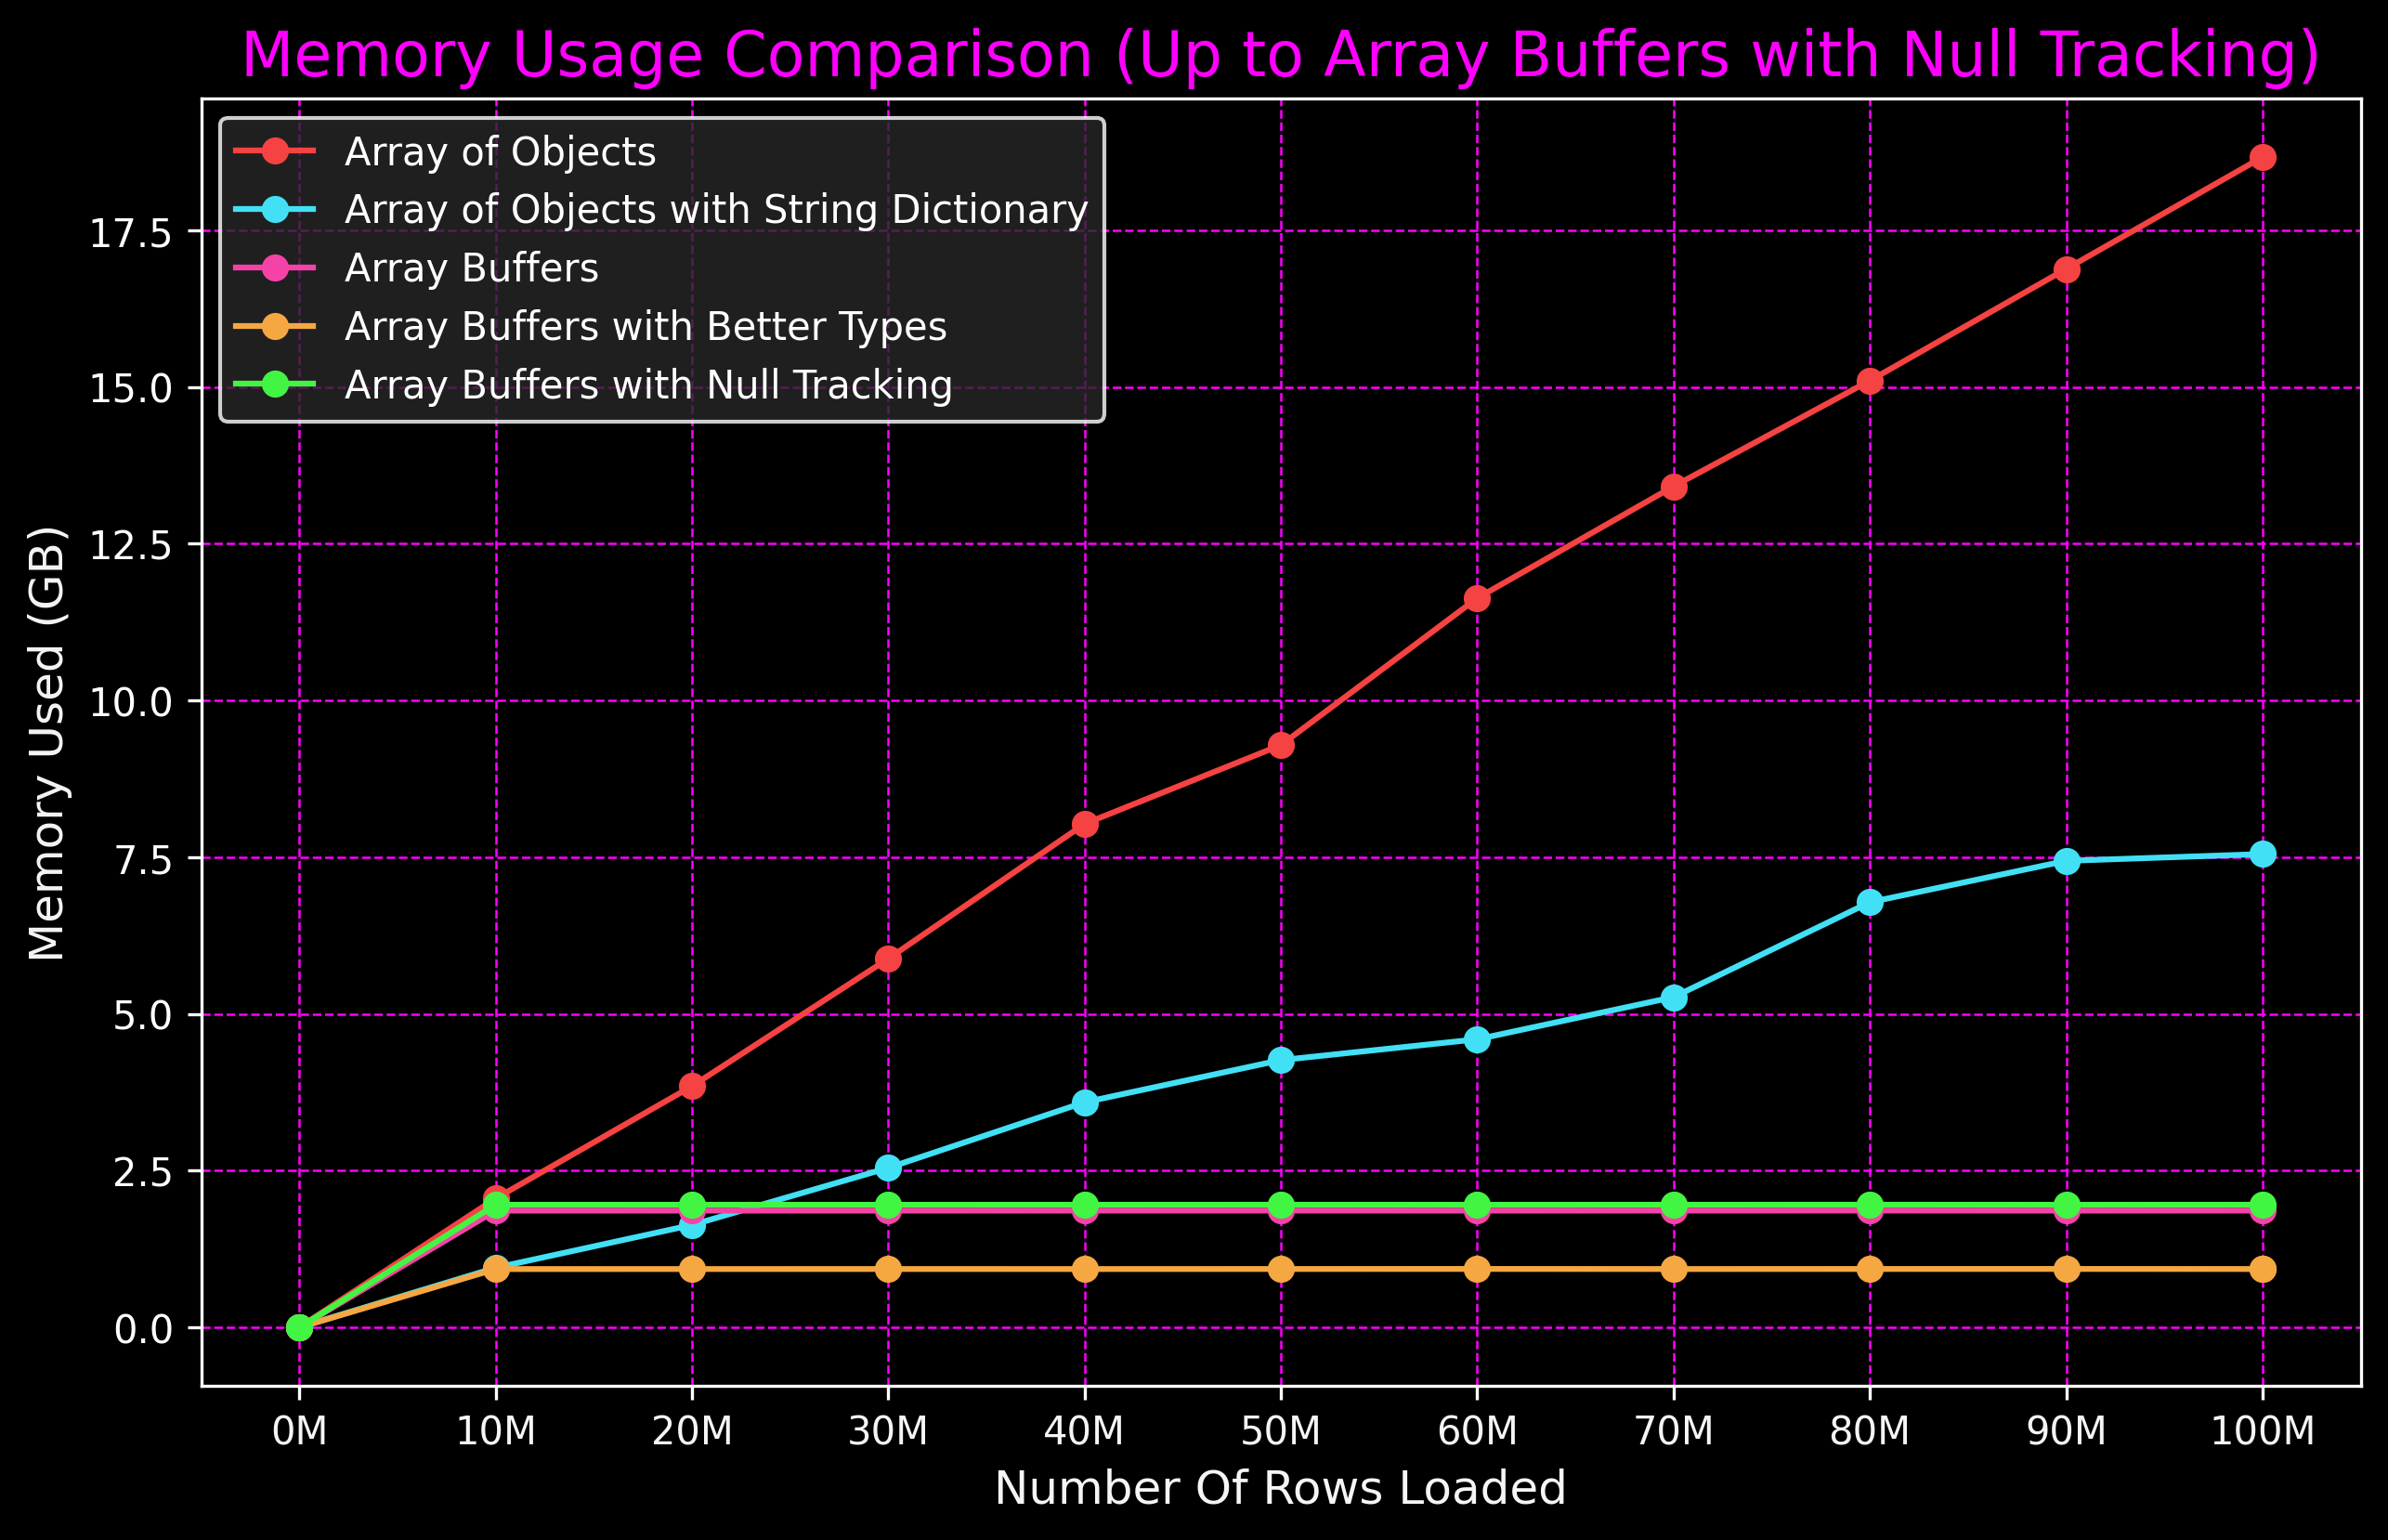 Memory Usage Comparison (Up to Array Buffers with Null Tracking)
Array of Objects
Array of Objects with String Dictionary
Array Buffers
Array Buffers with Better Types
Array Buffers with Null Tracking
Memory Used (GB)
17.5
15.0
12.5
10.0
7.5
5.0
2.5
0.0
0M 10M 20M 30M 40M 50M 60M 70M 80M 90M 100M
Number Of Rows Loaded